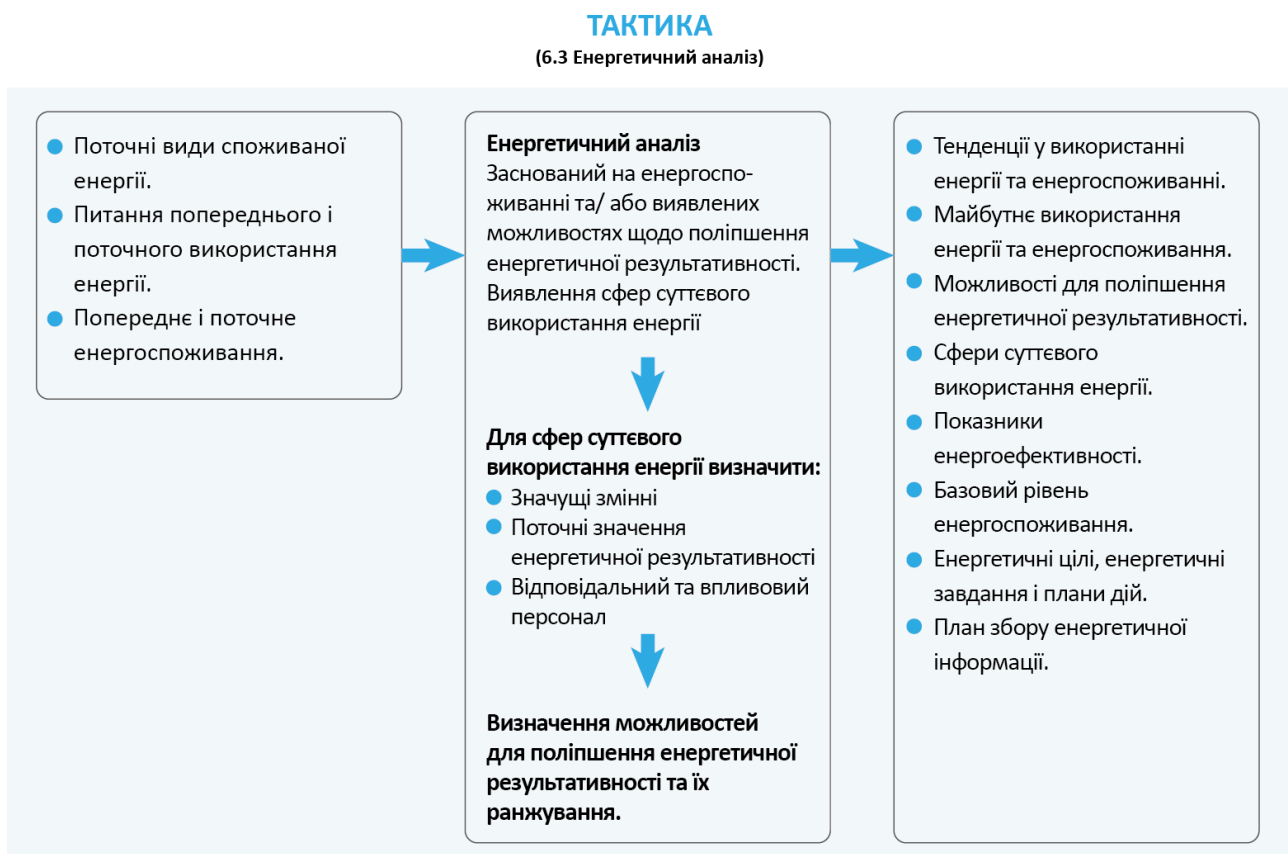 ТАКТИКА
(6.3 Енергетичний аналіз)
Поточні види споживаної
енергії.
Питання попереднього і
поточного використання
енергії.
Попереднє і поточне
енергоспоживання.
Енергетичний аналіз
Заснований на енергоспо-
живанні та/ або виявлених
можливостях щодо поліпшення
енергетичної результативності.
Виявлення сфер суттєвого
використання енергії
Для сфер суттєвого
використання енергії визначити:
Значущі змінні
Поточні значення
енергетичної результативності
Відповідальний та впливовий
персонал
Визначення можливостей
для поліпшення енергетичної
результативності та їх
ранжування.
Тенденції у використанні
енергії та енергоспоживанні.
Майбутнє використання
енергії та енергоспоживання.
Можливості для поліпшення
енергетичної результативності.
Сфери суттєвого
використання енергії.
Показники
енергоефективності.
Базовий рівень
енергоспоживання.
Енергетичні цілі, енергетичні
завдання і плани дій.
План збору енергетичної
інформації.